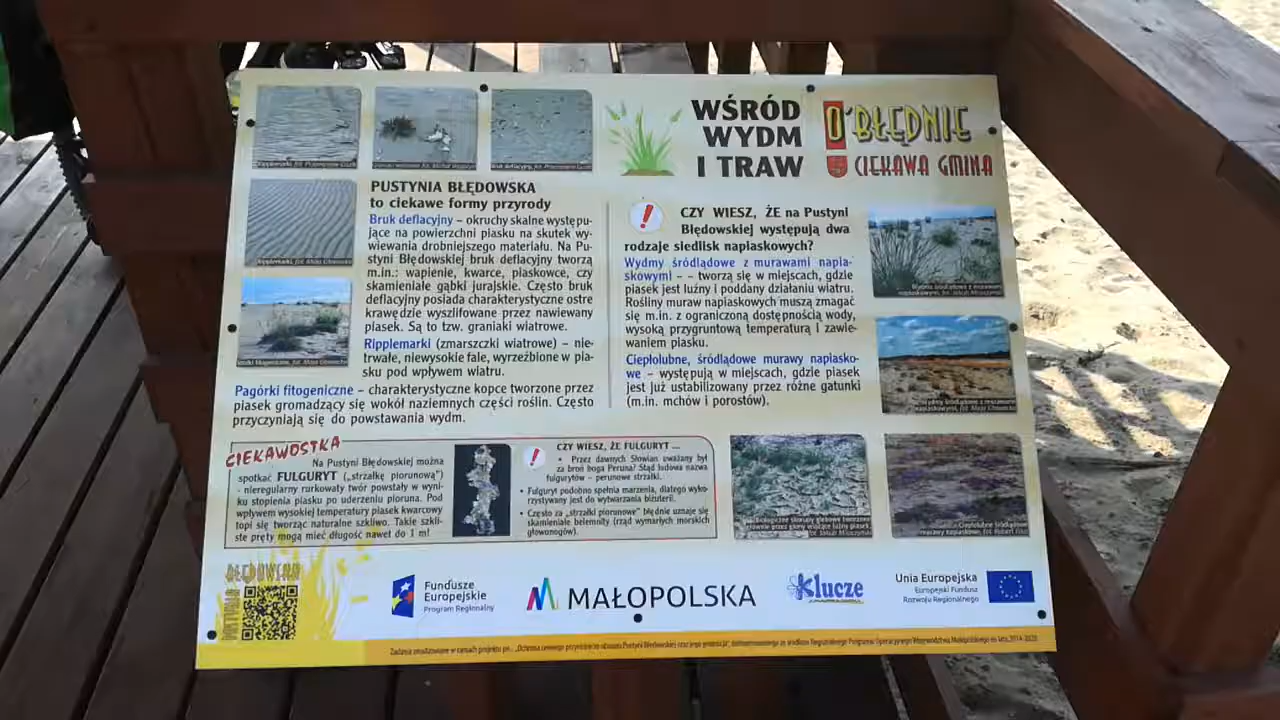 WŚRÓD
WYDM
I TRAW
O'BŁĘDNIE
CIEKAWA GMINA
PUSTYNIA BŁĘDOWSKA
to ciekawe formy przyrody
Bruk deflacyjny – okruchy skalne występu-
jące na powierzchni piasku na skutek wy-
wiewania drobniejszego materiału. Na Pu-
styni Błędowskiej bruk deflacyjny tworzą
m.in.: wapienie, kwarce, piaskowce, czy
skamieniałe gąbki jurajskie. Często bruk
deflacyjny posiada charakterystyczne ostre
krawędzie wyszlifowane przez nawiewany
piasek. Są to tzw. graniaki wiatrowe.
Ripplemarki (zmarszczki wiatrowe) – nie-
trwałe, niewysokie fale, wyrzeźbione w pia-
sku pod wpływem wiatru.
Pagórki fitogeniczne – charakterystyczne kopce tworzone przez
piasek gromadzący się wokół naziemnych części roślin. Często
przyczyniają się do powstawania wydm.
! CZY WIESZ, ŻE na Pustyni
Błędowskiej występują dwa
rodzaje siedlisk napiaskowych?
Wydmy śródlądowe z murawami napia-
skowymi – – tworzą się w miejscach, gdzie
piasek jest luźny i poddany działaniu wiatru.
Rośliny muraw napiaskowych muszą zmagać
się m.in. z ograniczoną dostępnością wody,
wysoką przygruntową temperaturą i zawie-
waniem piasku.
Ciepłolubne, śródlądowe murawy napiasko-
we – występują w miejscach, gdzie piasek
jest już ustabilizowany przez różne gatunki
(m.in. mchów i porostów).
CIEKAWOSTKA
Na Pustyni Błędowskiej można
spotkać FULGURYT („strzałkę piorunową")
- nieregularny rurkowaty twór powstały w wyni-
ku stopienia piasku po uderzeniu pioruna. Pod
wpływem wysokiej temperatury piasek kwarcowy
topi się tworząc naturalne szkliwo. Takie szkli-
ste pręty mogą mieć długość nawet do 1 m!
! CZY WIESZ, ŻE FULGURYT ...
• Przez dawnych Słowian uważany był
za broń boga Peruna? Stąd ludowa nazwa
fulgurytów – perunowe strzałki.
• Fulguryt podobno spełnia marzenia, dlatego wyko-
rzystywany jest do wytwarzania biżuterii.
• Często za „strzałki piorunowe" błędnie uznaje się
skamieniałe belemnity (rząd wymarłych morskich
głowonogów).
Fundusze
Europejskie
Program Regionalny
MAŁOPOLSKA
Klucze
Unia Europejska
Europejski Fundusz
Rozwoju Regionalnego